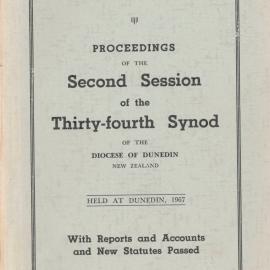 PROCEEDINGS
OF THE
Second Session
of the
Thirty-fourth Synod
OF THE
DIOCESE OF DUNEDIN
NEW ZEALAND
HELD AT DUNEDIN, 1967
With Reports and Accounts
and New Statutes Passed